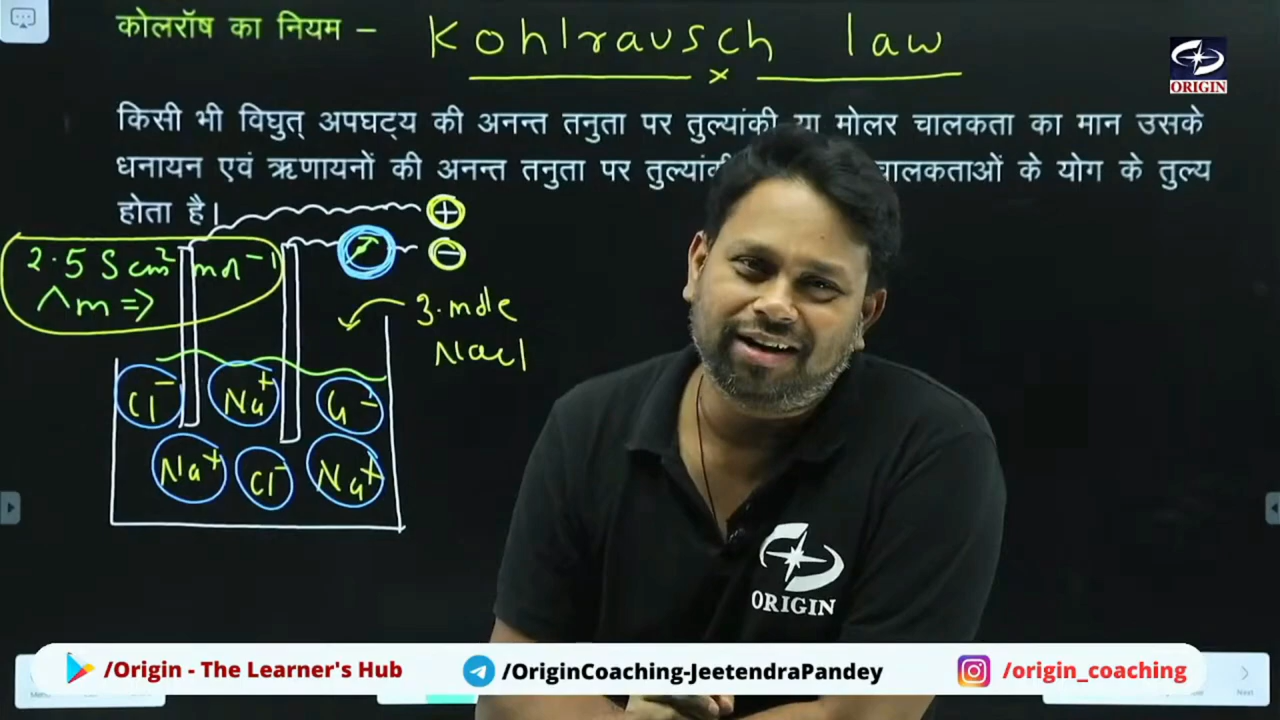 कोलरॉष का नियम – Kohlrausch law
ORIGIN
किसी भी विघुत् अपघट्य की अनन्त तनुता पर तुल्यांकी या मोलर चालकता का मान उसके
धनायन एवं ऋणायनों की अनन्त तनुता पर तुल्यांकी चालकताओं के योग के तुल्य
होता है।
+
2.5 S cm² mol⁻¹
−
Λm ⇒
3. mole
Nacl
Cl⁻ Na⁺ Cl⁻
Na⁺ Cl⁻ Na⁺
ORIGIN
/Origin - The Learner's Hub /OriginCoaching-JeetendraPandey /origin_coaching
Next